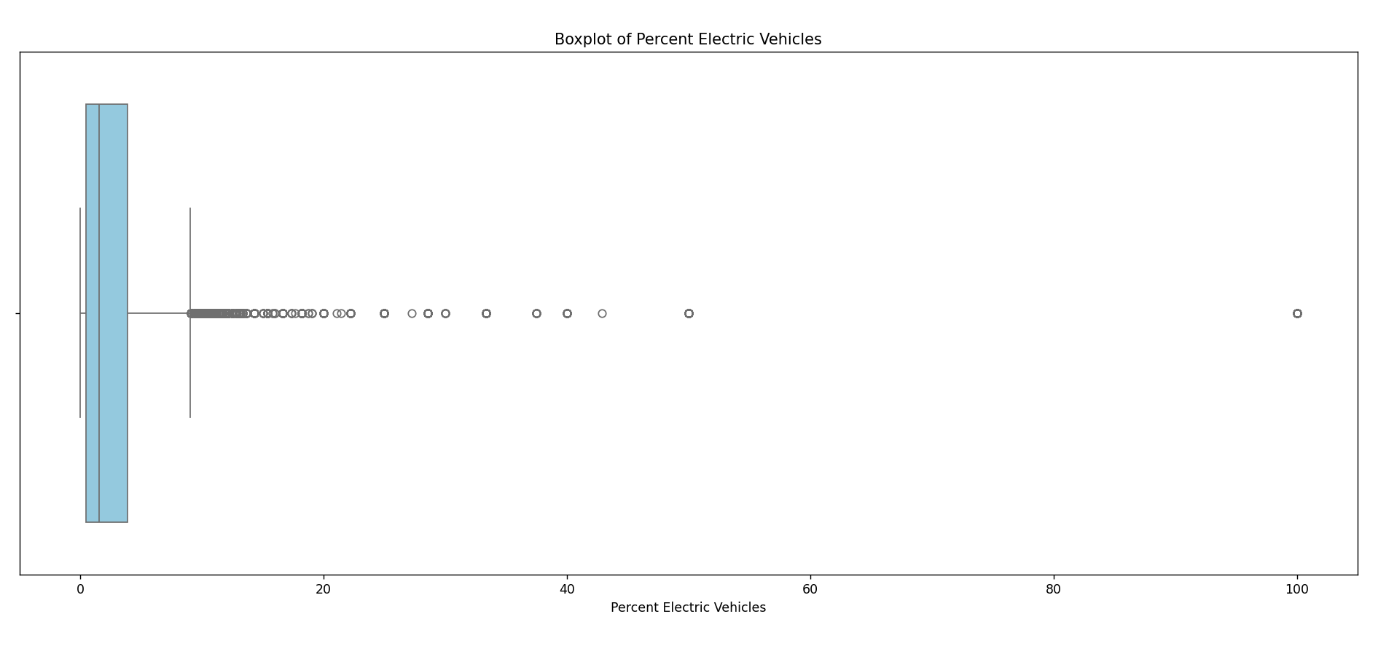 Boxplot of Percent Electric Vehicles
0 20 40 60 80 100
Percent Electric Vehicles